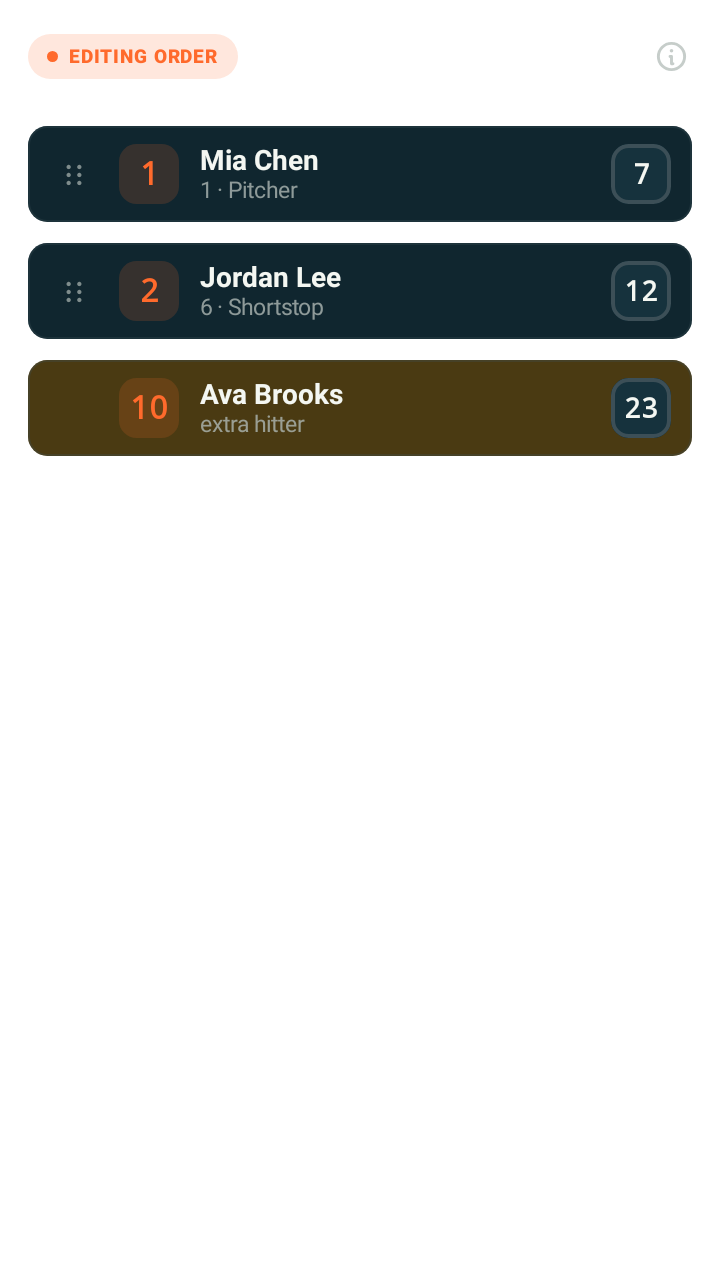 EDITING ORDER
1
Mia Chen
1 · Pitcher
7
2
Jordan Lee
6 · Shortstop
12
10
Ava Brooks
extra hitter
23